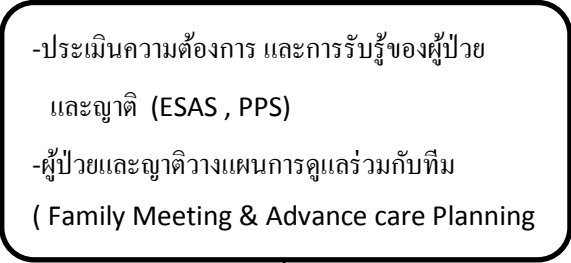 -ประเมินความต้องการ และการรับรู้ของผู้ป่วย
และญาติ (ESAS , PPS)
-ผู้ป่วยและญาติวางแผนการดูแลร่วมกับทีม
( Family Meeting & Advance care Planning